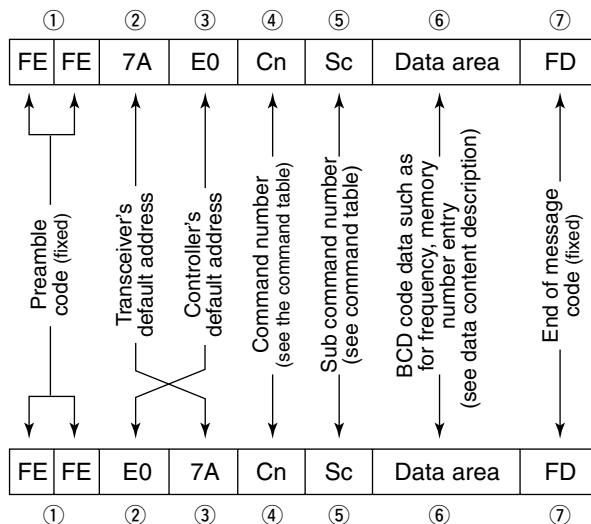 ① ② ③ ④ ⑤ ⑥ ⑦
FE FE 7A E0 Cn Sc Data area FD
Preamble
code (fixed)
Transceiver's
default address
Controller's
default address
Command number
(see the command table)
Sub command number
(see command table)
BCD code data such as
for frequency, memory
number entry
(see data content description)
End of message
code (fixed)
FE FE E0 7A Cn Sc Data area FD
① ② ③ ④ ⑤ ⑥ ⑦